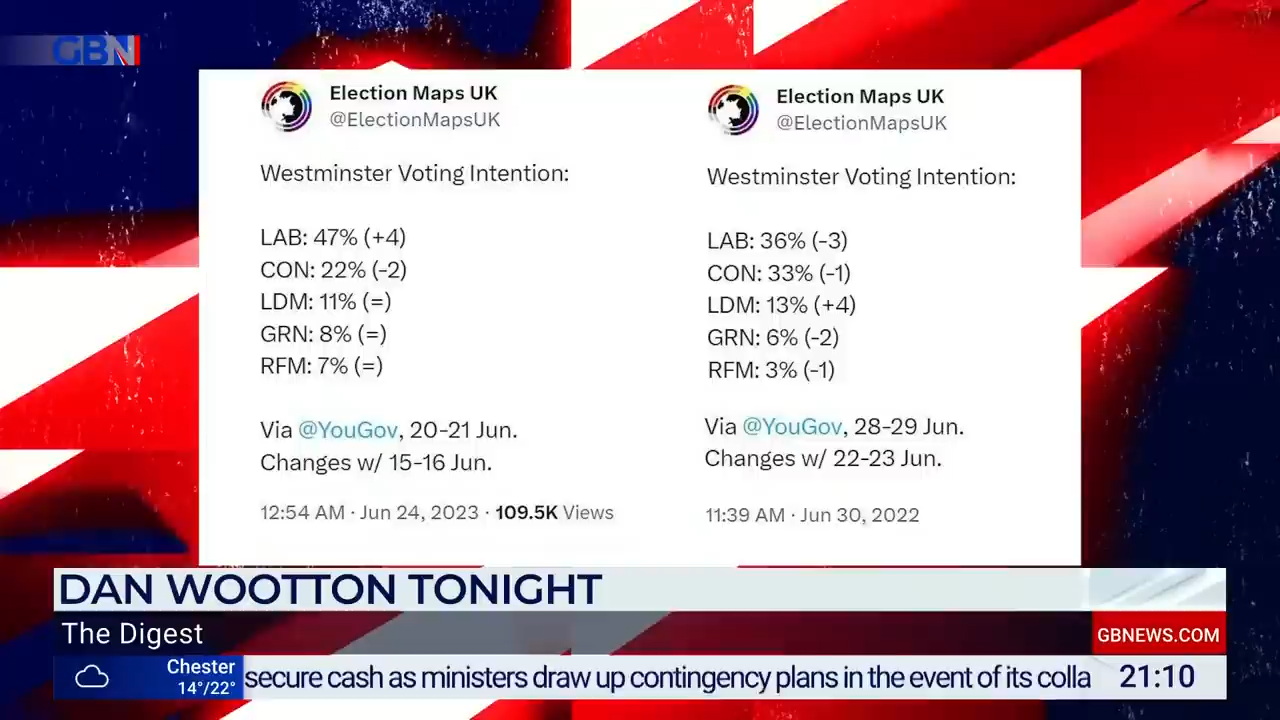 GBN
Election Maps UK
@ElectionMapsUK
Westminster Voting Intention:
LAB: 47% (+4)
CON: 22% (-2)
LDM: 11% (=)
GRN: 8% (=)
RFM: 7% (=)
Via @YouGov, 20-21 Jun.
Changes w/ 15-16 Jun.
12:54 AM · Jun 24, 2023 · 109.5K Views
Election Maps UK
@ElectionMapsUK
Westminster Voting Intention:
LAB: 36% (-3)
CON: 33% (-1)
LDM: 13% (+4)
GRN: 6% (-2)
RFM: 3% (-1)
Via @YouGov, 28-29 Jun.
Changes w/ 22-23 Jun.
11:39 AM · Jun 30, 2022
DAN WOOTTON TONIGHT
The Digest
GBNEWS.COM
Chester
14°/22°
secure cash as ministers draw up contingency plans in the event of its colla
21:10